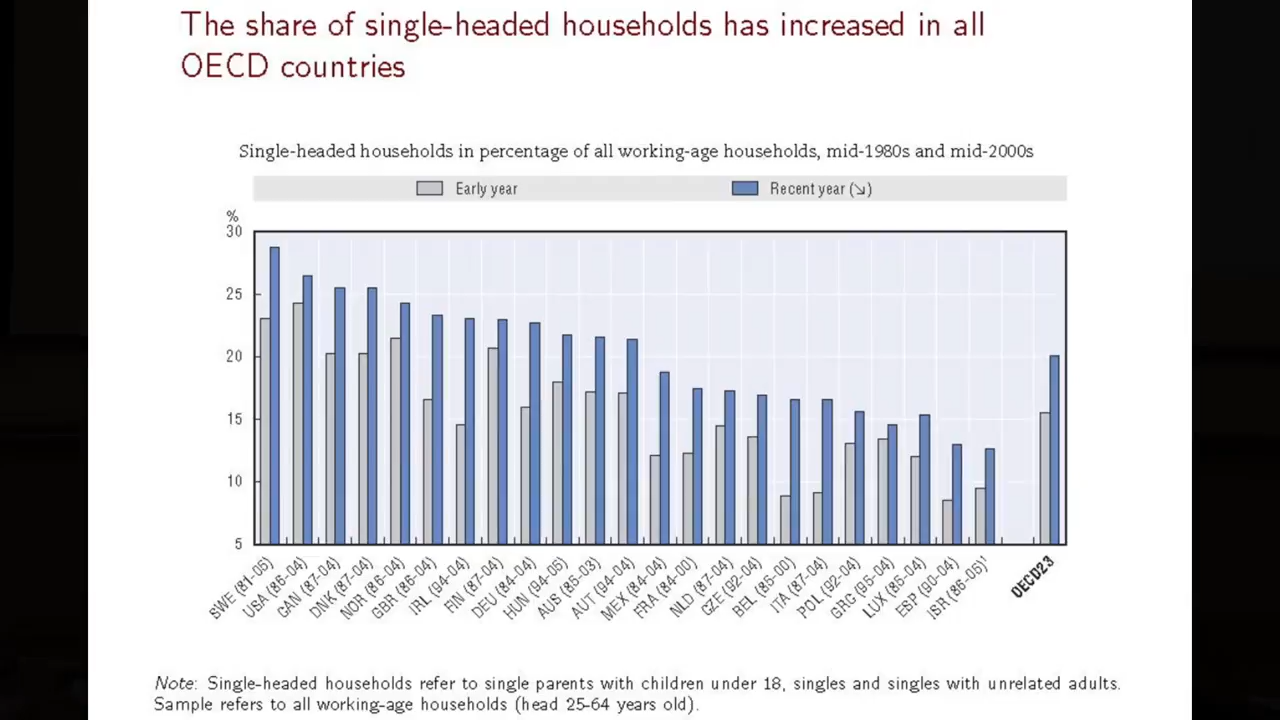 The share of single-headed households has increased in all
OECD countries
Single-headed households in percentage of all working-age households, mid-1980s and mid-2000s
Early year
Recent year (↘)
%
30
25
20
15
10
5
SWE (81-05)
USA (86-04)
CAN (87-04)
DNK (87-04)
NOR (86-04)
GBR (86-04)
IRL (94-04)
FIN (87-04)
DEU (84-04)
HUN (94-05)
AUS (85-03)
AUT (94-04)
MEX (84-04)
FRA (84-00)
NLD (87-04)
CZE (92-04)
BEL (85-00)
ITA (87-04)
POL (92-04)
GRC (95-04)
LUX (85-04)
ESP (90-04)
ISR (86-05)¹
OECD23
Note: Single-headed households refer to single parents with children under 18, singles and singles with unrelated adults.
Sample refers to all working-age households (head 25-64 years old).